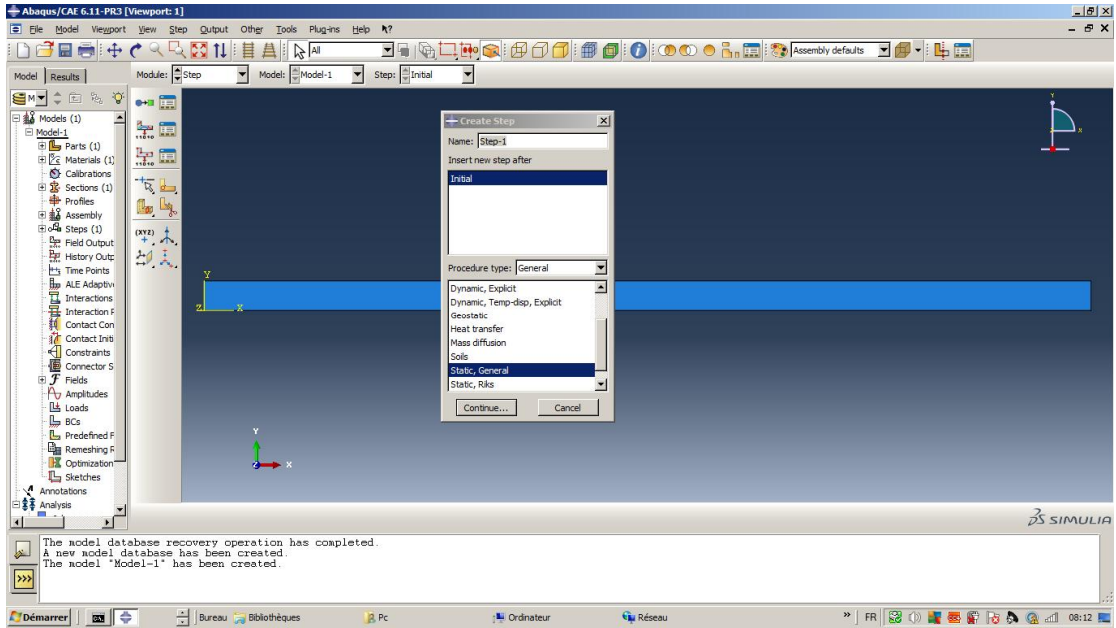 Abaqus/CAE 6.11-PR3 [Viewport: 1]
File Model Viewport View Step Output Other Tools Plug-ins Help
All
Assembly defaults
Model Results
Module: Step Model: Model-1 Step: Initial
Models (1)
Model-1
Parts (1)
Materials (1)
Calibrations
Sections (1)
Profiles
Assembly
Steps (1)
Field Output
History Outp
Time Points
ALE Adaptive
Interactions
Interaction P
Contact Con
Contact Initi
Constraints
Connector S
Fields
Amplitudes
Loads
BCs
Predefined F
Remeshing R
Optimization
Sketches
Annotations
Analysis
(XYZ)
Create Step
Name: Step-1
Insert new step after
Initial
Procedure type: General
Dynamic, Explicit
Dynamic, Temp-disp, Explicit
Geostatic
Heat transfer
Mass diffusion
Soils
Static, General
Static, Riks
Continue... Cancel
Y
Z X
Y
Z X
Y
X
SIMULIA
The model database recovery operation has completed.
A new model database has been created.
The model "Model-1" has been created.
>>>
Démarrer Bureau Bibliothèques Pc Ordinateur Réseau FR 08:12